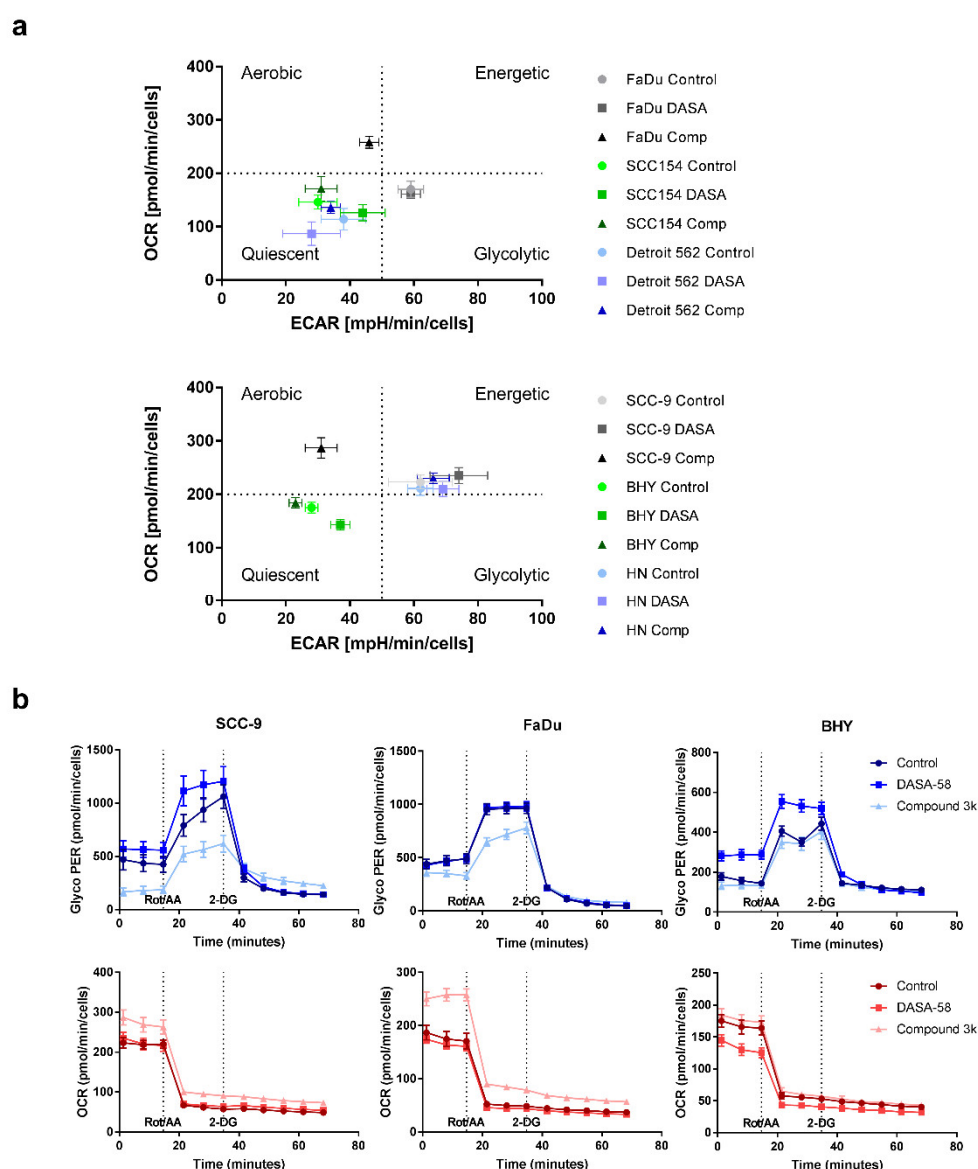 a
Aerobic
Energetic
Quiescent
Glycolytic
OCR [pmol/min/cells]
400
300
200
100
0
0 20 40 60 80 100
ECAR [mpH/min/cells]
FaDu Control
FaDu DASA
FaDu Comp
SCC154 Control
SCC154 DASA
SCC154 Comp
Detroit 562 Control
Detroit 562 DASA
Detroit 562 Comp
Aerobic
Energetic
Quiescent
Glycolytic
OCR [pmol/min/cells]
400
300
200
100
0
0 20 40 60 80 100
ECAR [mpH/min/cells]
SCC-9 Control
SCC-9 DASA
SCC-9 Comp
BHY Control
BHY DASA
BHY Comp
HN Control
HN DASA
HN Comp
b
SCC-9
Glyco PER (pmol/min/cells)
1500
1000
500
0
Rot/AA 2-DG
0 20 40 60 80
Time (minutes)
FaDu
Glyco PER (pmol/min/cells)
1500
1000
500
0
Rot/AA 2-DG
0 20 40 60 80
Time (minutes)
BHY
Glyco PER (pmol/min/cells)
800
600
400
200
0
Rot/AA 2-DG
0 20 40 60 80
Time (minutes)
Control
DASA-58
Compound 3k
OCR (pmol/min/cells)
400
300
200
100
0
Rot/AA 2-DG
0 20 40 60 80
Time (minutes)
OCR (pmol/min/cells)
300
200
100
0
Rot/AA 2-DG
0 20 40 60 80
Time (minutes)
OCR (pmol/min/cells)
250
200
150
100
50
0
Rot/AA 2-DG
0 20 40 60 80
Time (minutes)
Control
DASA-58
Compound 3k